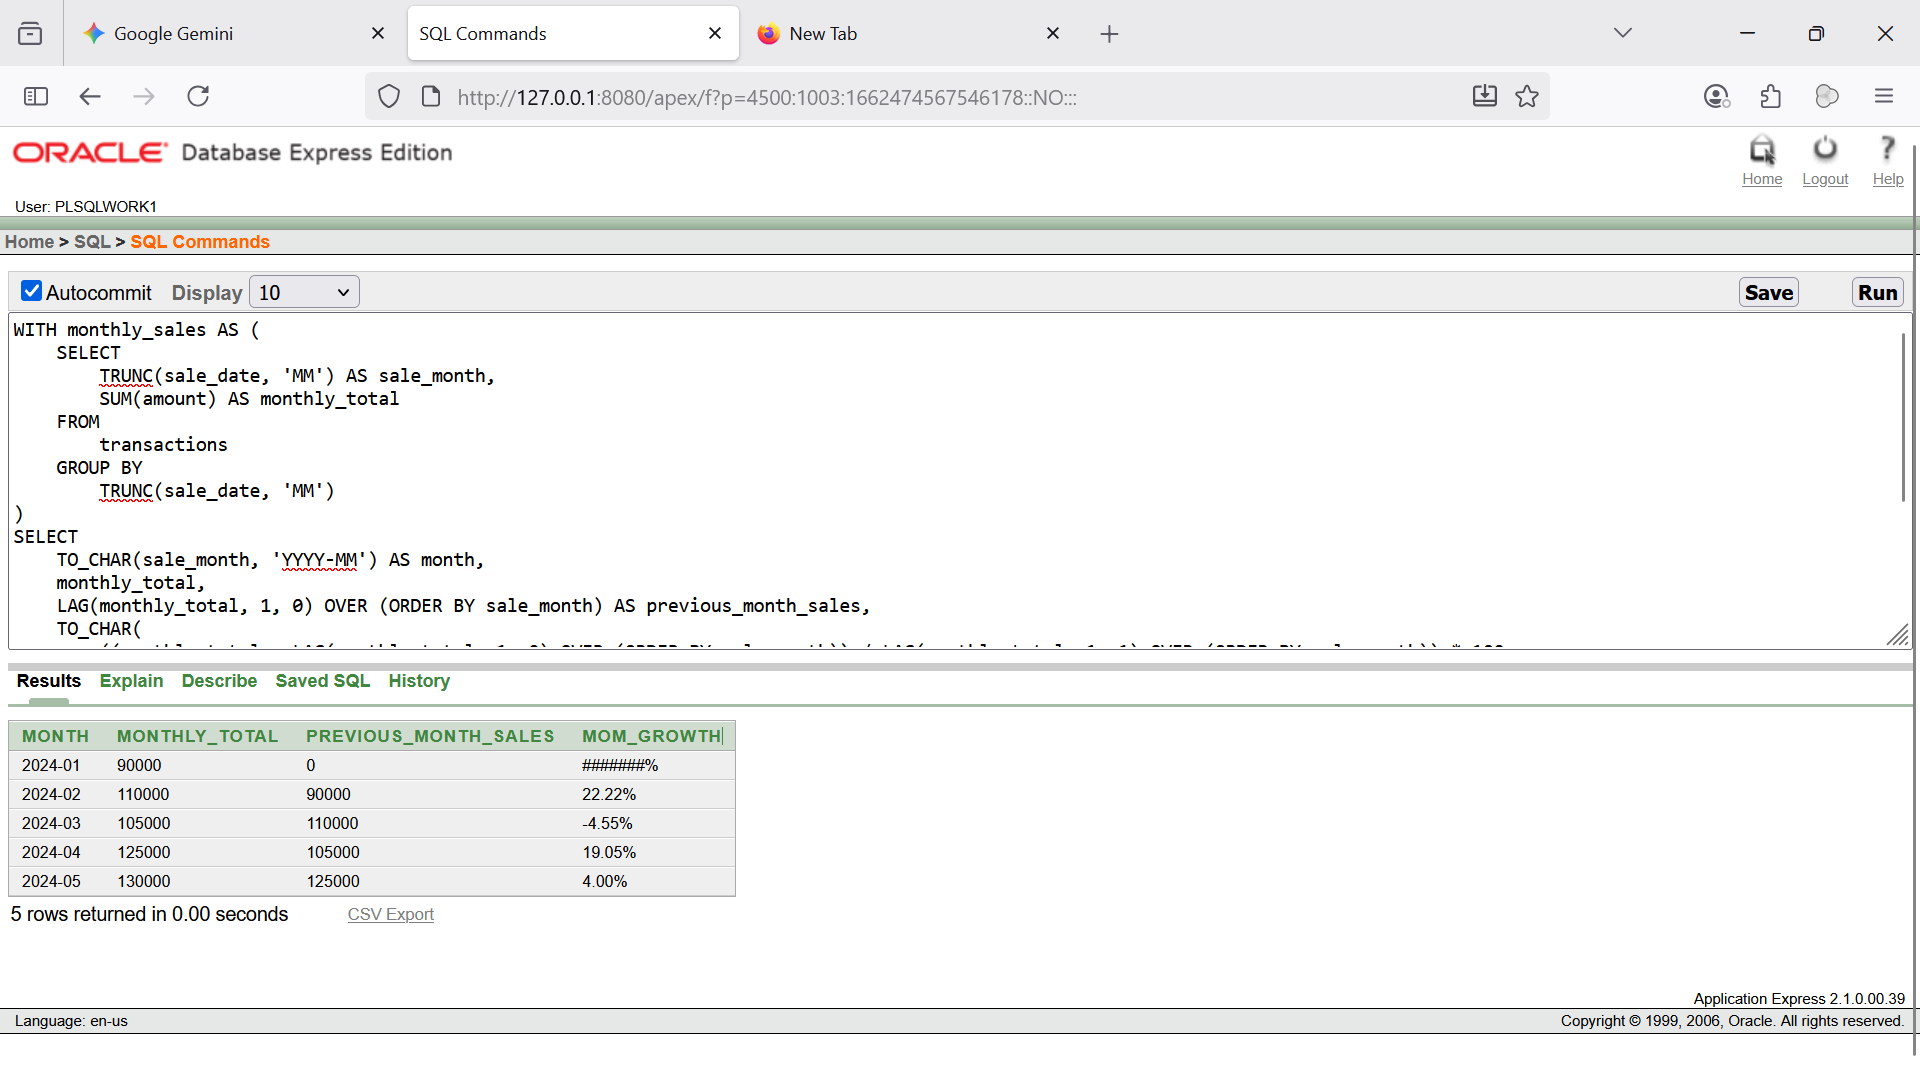 Google Gemini
SQL Commands
New Tab
http://127.0.0.1:8080/apex/f?p=4500:1003:1662474567546178::NO:::
ORACLE Database Express Edition
Home
Logout
Help
User: PLSQLWORK1
Home > SQL > SQL Commands
Autocommit Display 10
Save
Run
WITH monthly_sales AS (
    SELECT
        TRUNC(sale_date, 'MM') AS sale_month,
        SUM(amount) AS monthly_total
    FROM
        transactions
    GROUP BY
        TRUNC(sale_date, 'MM')
)
SELECT
    TO_CHAR(sale_month, 'YYYY-MM') AS month,
    monthly_total,
    LAG(monthly_total, 1, 0) OVER (ORDER BY sale_month) AS previous_month_sales,
    TO_CHAR(
Results Explain Describe Saved SQL History
MONTH MONTHLY_TOTAL PREVIOUS_MONTH_SALES MOM_GROWTH
2024-01 90000 0 #######%
2024-02 110000 90000 22.22%
2024-03 105000 110000 -4.55%
2024-04 125000 105000 19.05%
2024-05 130000 125000 4.00%
5 rows returned in 0.00 seconds CSV Export
Application Express 2.1.0.00.39
Language: en-us
Copyright © 1999, 2006, Oracle. All rights reserved.